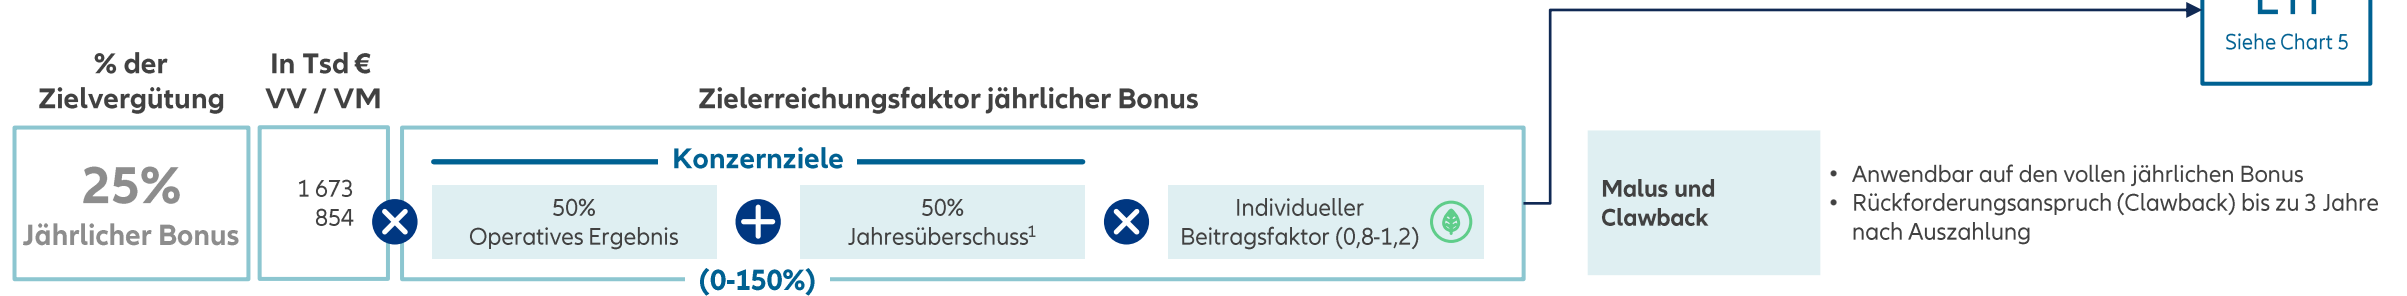 Siehe Chart 5
% der
Zielvergütung
In Tsd €
VV / VM
Zielerreichungsfaktor jährlicher Bonus
25%
Jährlicher Bonus
1 673
854
Konzernziele
50%
Operatives Ergebnis
50%
Jahresüberschuss¹
Individueller
Beitragsfaktor (0,8-1,2)
(0-150%)
Malus und
Clawback
• Anwendbar auf den vollen jährlichen Bonus
• Rückforderungsanspruch (Clawback) bis zu 3 Jahre
nach Auszahlung